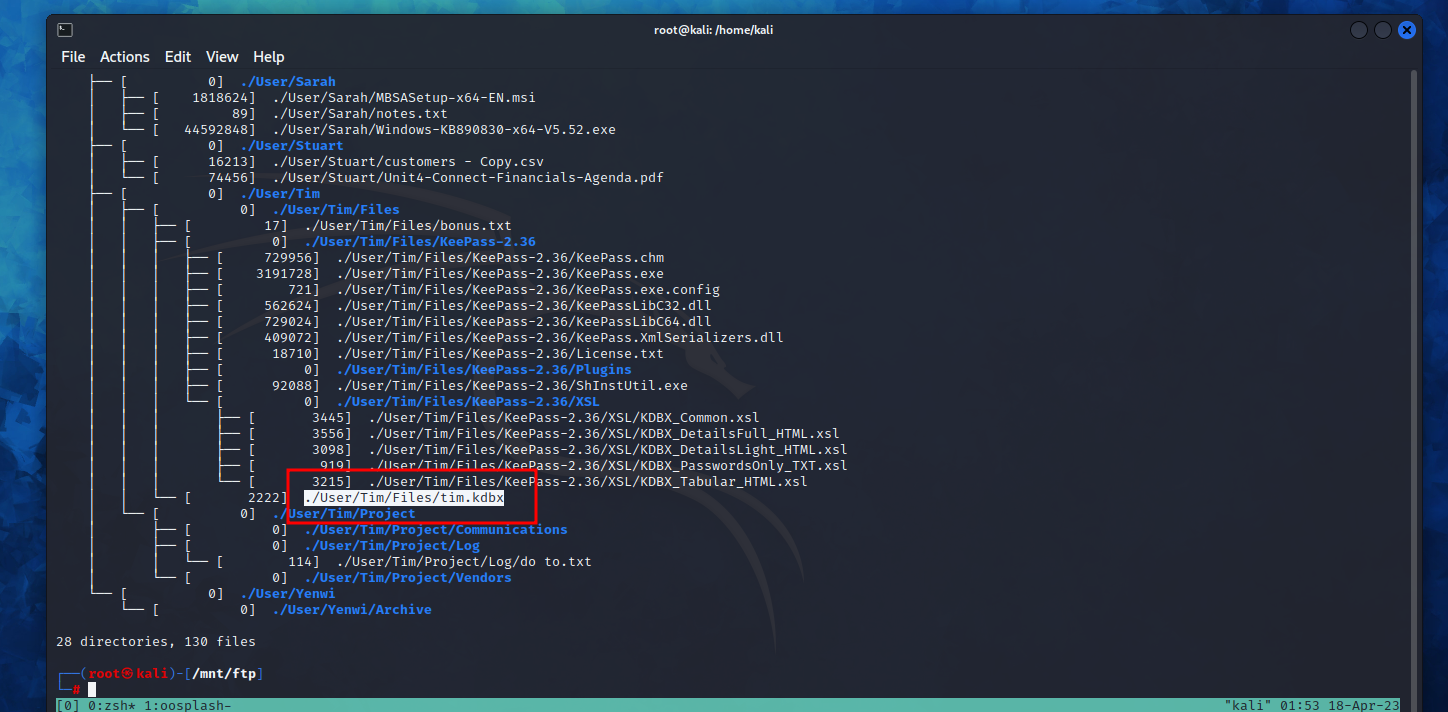 root@kali: /home/kali
File Actions Edit View Help
├── [          0]  ./User/Sarah
│   ├── [    1818624]  ./User/Sarah/MBSASetup-x64-EN.msi
│   ├── [         89]  ./User/Sarah/notes.txt
│   └── [   44592848]  ./User/Sarah/Windows-KB890830-x64-V5.52.exe
├── [          0]  ./User/Stuart
│   ├── [      16213]  ./User/Stuart/customers - Copy.csv
│   └── [      74456]  ./User/Stuart/Unit4-Connect-Financials-Agenda.pdf
├── [          0]  ./User/Tim
│   ├── [          0]  ./User/Tim/Files
│   │   ├── [         17]  ./User/Tim/Files/bonus.txt
│   │   ├── [          0]  ./User/Tim/Files/KeePass-2.36
│   │   │   ├── [     729956]  ./User/Tim/Files/KeePass-2.36/KeePass.chm
│   │   │   ├── [    3191728]  ./User/Tim/Files/KeePass-2.36/KeePass.exe
│   │   │   ├── [        721]  ./User/Tim/Files/KeePass-2.36/KeePass.exe.config
│   │   │   ├── [     562624]  ./User/Tim/Files/KeePass-2.36/KeePassLibC32.dll
│   │   │   ├── [     729024]  ./User/Tim/Files/KeePass-2.36/KeePassLibC64.dll
│   │   │   ├── [     409072]  ./User/Tim/Files/KeePass-2.36/KeePass.XmlSerializers.dll
│   │   │   ├── [      18710]  ./User/Tim/Files/KeePass-2.36/License.txt
│   │   │   ├── [          0]  ./User/Tim/Files/KeePass-2.36/Plugins
│   │   │   ├── [      92088]  ./User/Tim/Files/KeePass-2.36/ShInstUtil.exe
│   │   │   └── [          0]  ./User/Tim/Files/KeePass-2.36/XSL
│   │   │       ├── [       3445]  ./User/Tim/Files/KeePass-2.36/XSL/KDBX_Common.xsl
│   │   │       ├── [       3556]  ./User/Tim/Files/KeePass-2.36/XSL/KDBX_DetailsFull_HTML.xsl
│   │   │       ├── [       3098]  ./User/Tim/Files/KeePass-2.36/XSL/KDBX_DetailsLight_HTML.xsl
│   │   │       ├── [        919]  ./User/Tim/Files/KeePass-2.36/XSL/KDBX_PasswordsOnly_TXT.xsl
│   │   │       └── [       3215]  ./User/Tim/Files/KeePass-2.36/XSL/KDBX_Tabular_HTML.xsl
│   │   └── [       2222]  ./User/Tim/Files/tim.kdbx
│   └── [          0]  ./User/Tim/Project
│       ├── [          0]  ./User/Tim/Project/Communications
│       ├── [          0]  ./User/Tim/Project/Log
│       │   └── [        114]  ./User/Tim/Project/Log/do to.txt
│       └── [          0]  ./User/Tim/Project/Vendors
└── [          0]  ./User/Yenwi
    └── [          0]  ./User/Yenwi/Archive
28 directories, 130 files
┌──(root㉿kali)-[/mnt/ftp]
└─#
[0] 0:zsh* 1:oosplash- "kali" 01:53 18-Apr-23